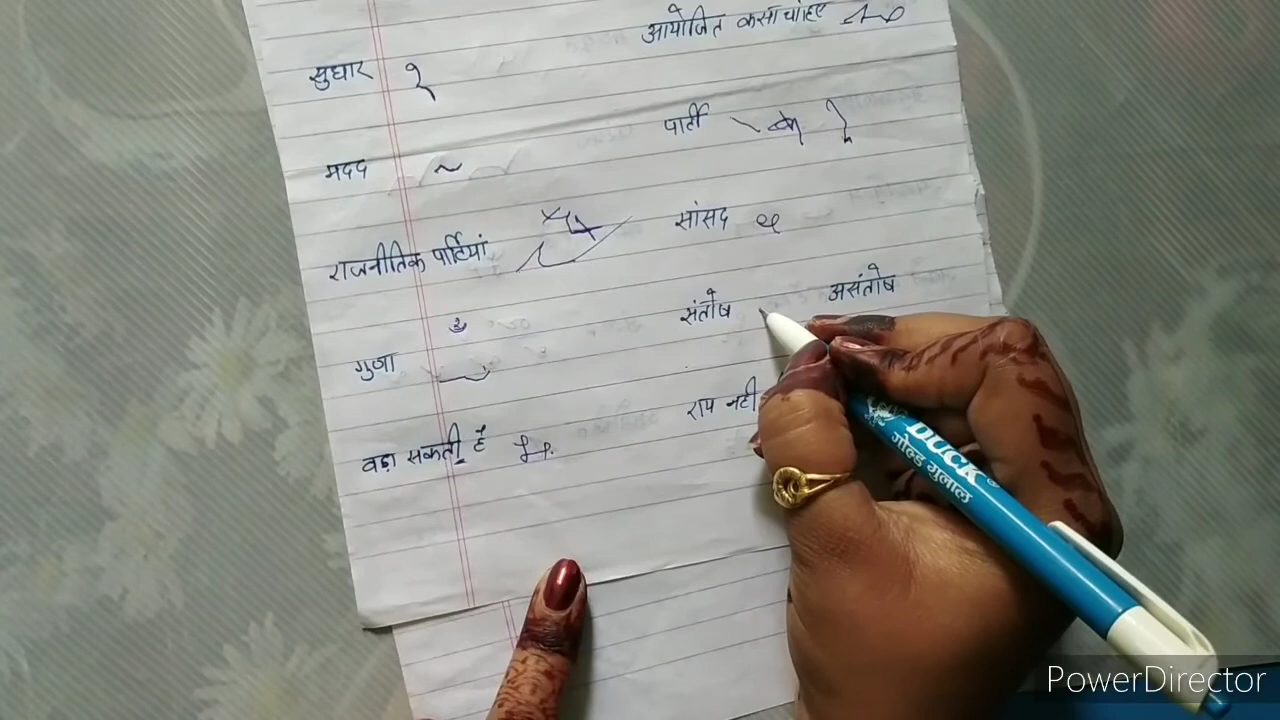 आयोजित करना चाहिए
सुधार
पार्टी
मदद
सांसद
राजनीतिक पार्टियां
संतोष असंतोष
गुजा
राय नही
बढ़ा सकती है
DUCK
गोल्ड गुलाल
PowerDirector